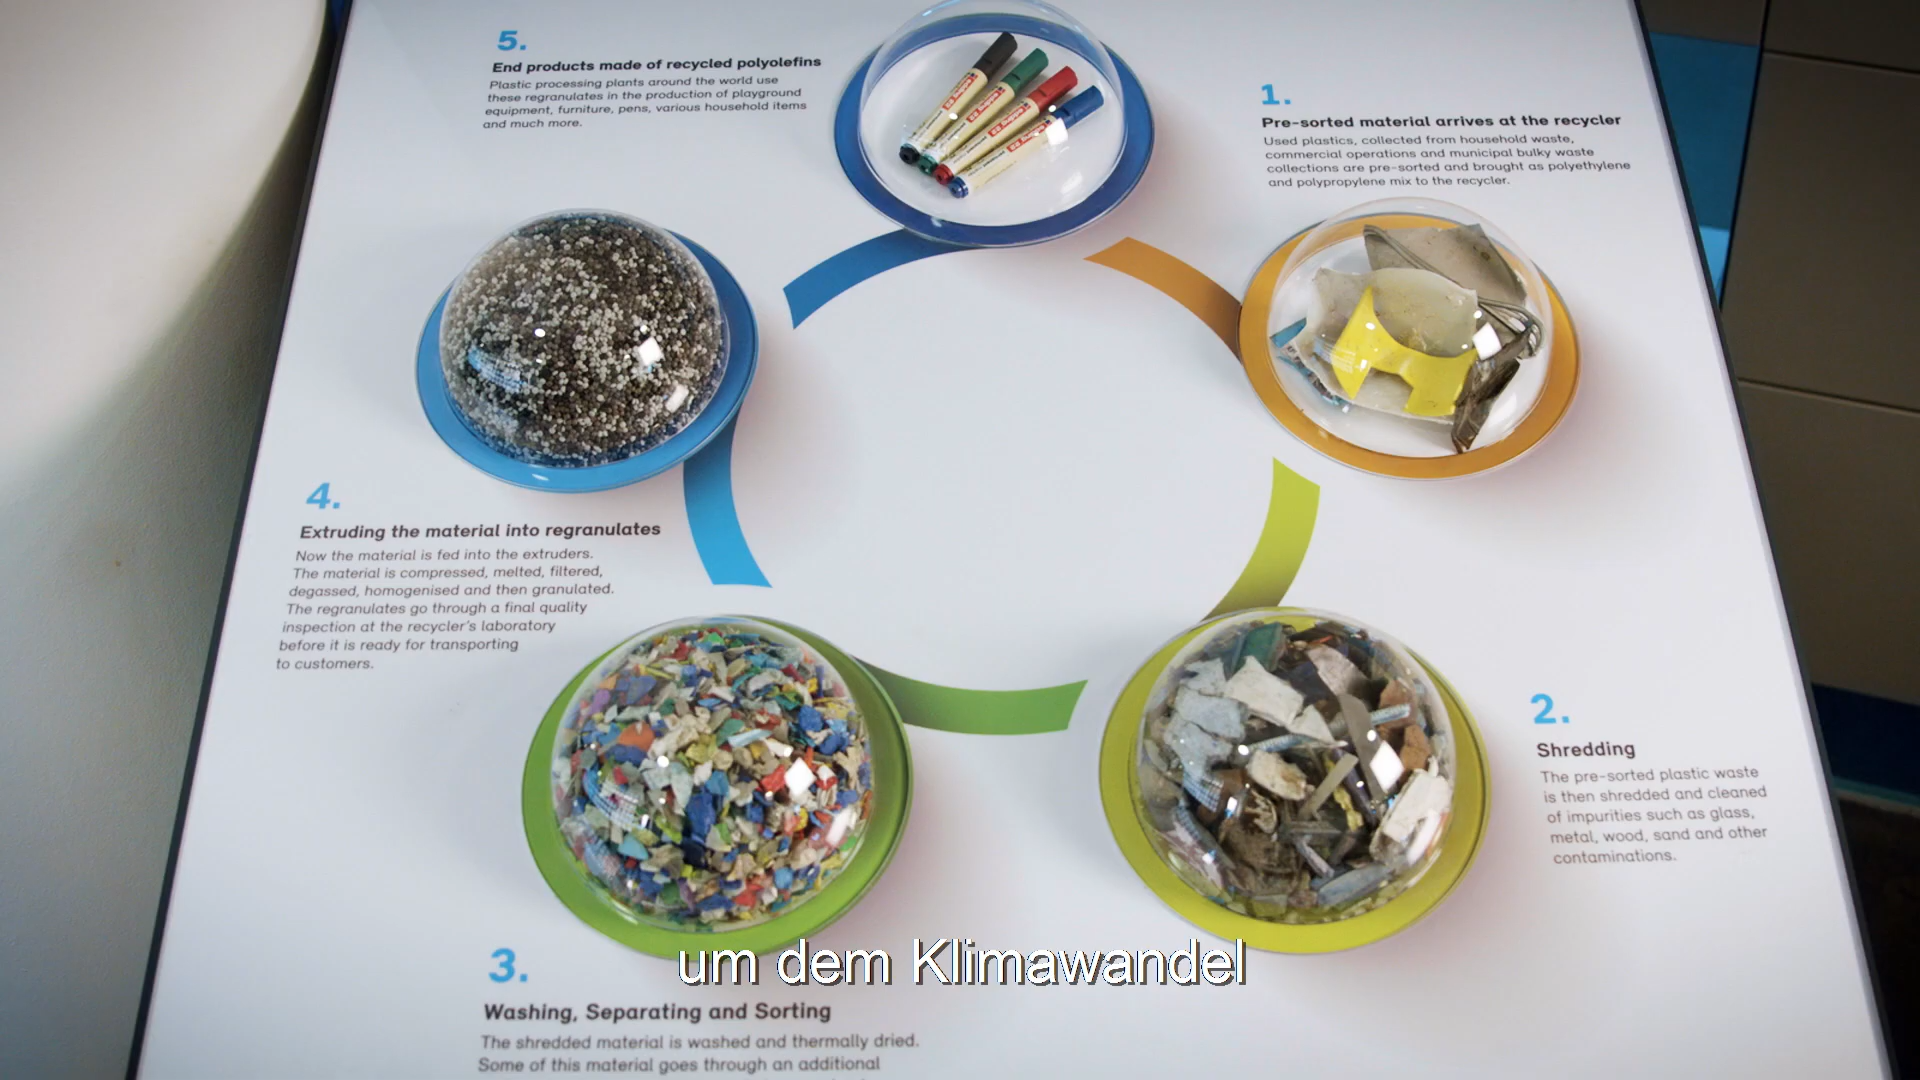 5.
End products made of recycled polyolefins
Plastic processing plants around the world use
these regranulates in the production of playground
equipment, furniture, pens, various household items
and much more.
1.
Pre-sorted material arrives at the recycler
Used plastics, collected from household waste,
commercial operations and municipal bulky waste
collections are pre-sorted and brought as polyethylene
and polypropylene mix to the recycler.
4.
Extruding the material into regranulates
Now the material is fed into the extruders.
The material is compressed, melted, filtered,
degassed, homogenised and then granulated.
The regranulates go through a final quality
inspection at the recycler's laboratory
before it is ready for transporting
to customers.
2.
Shredding
The pre-sorted plastic waste
is then shredded and cleaned
of impurities such as glass,
metal, wood, sand and other
contaminations.
3.
Washing, Separating and Sorting
The shredded material is washed and thermally dried.
Some of this material goes through an additional
um dem Klimawandel